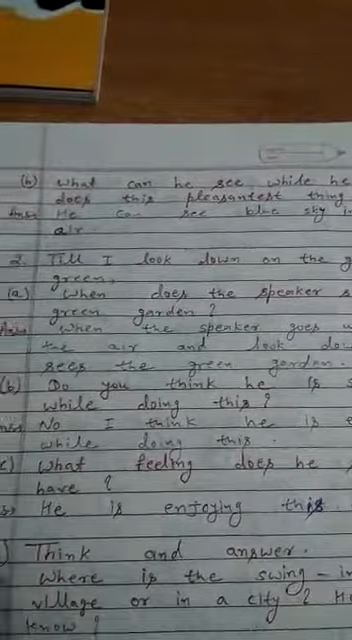 (b) What can he see while he
does this pleasantest thing
Ans: He can see blue sky in
air.
2. Till I look down on the g
green.
(a) When does the speaker s
green garden?
When the speaker goes u
the air and look dow
sees the green garden.
(b) Do you think he is s
while doing this?
No I think he is
while doing this.
c) What feeling does he
have?
He is enjoying this.
) Think and answer.
Where is the swing - in
village or in a city? Ho
know?